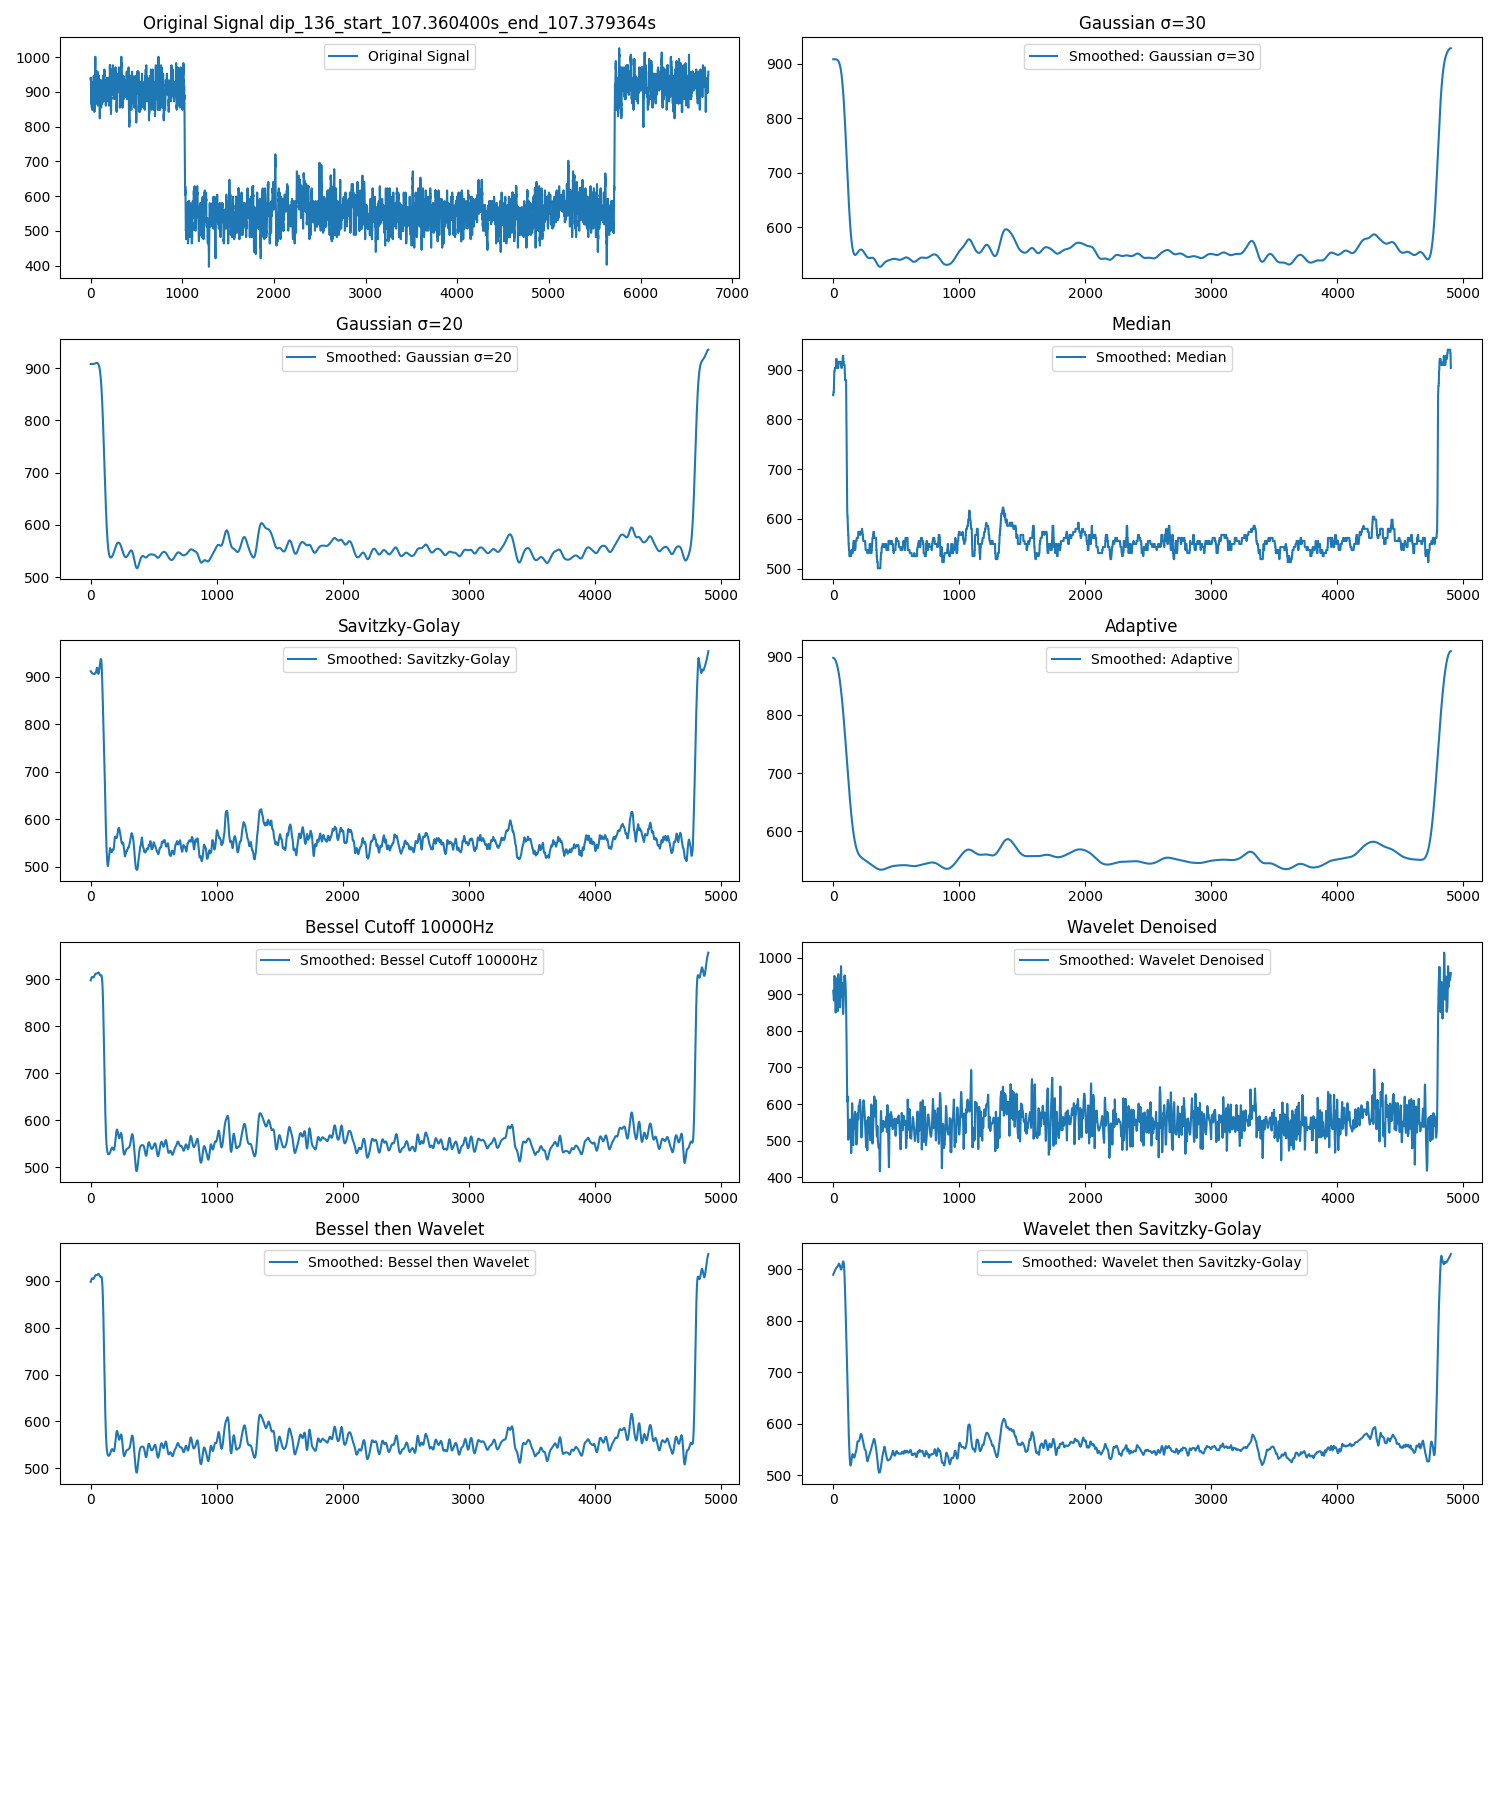 Original Signal dip_136_start_107.360400s_end_107.379364s
Original Signal
1000
900
800
700
600
500
400
0 1000 2000 3000 4000 5000 6000 7000
Gaussian σ=30
Smoothed: Gaussian σ=30
900
800
700
600
0 1000 2000 3000 4000 5000
Gaussian σ=20
Smoothed: Gaussian σ=20
900
800
700
600
500
0 1000 2000 3000 4000 5000
Median
Smoothed: Median
900
800
700
600
500
0 1000 2000 3000 4000 5000
Savitzky-Golay
Smoothed: Savitzky-Golay
900
800
700
600
500
0 1000 2000 3000 4000 5000
Adaptive
Smoothed: Adaptive
900
800
700
600
0 1000 2000 3000 4000 5000
Bessel Cutoff 10000Hz
Smoothed: Bessel Cutoff 10000Hz
900
800
700
600
500
0 1000 2000 3000 4000 5000
Wavelet Denoised
Smoothed: Wavelet Denoised
1000
900
800
700
600
500
400
0 1000 2000 3000 4000 5000
Bessel then Wavelet
Smoothed: Bessel then Wavelet
900
800
700
600
500
0 1000 2000 3000 4000 5000
Wavelet then Savitzky-Golay
Smoothed: Wavelet then Savitzky-Golay
900
800
700
600
500
0 1000 2000 3000 4000 5000